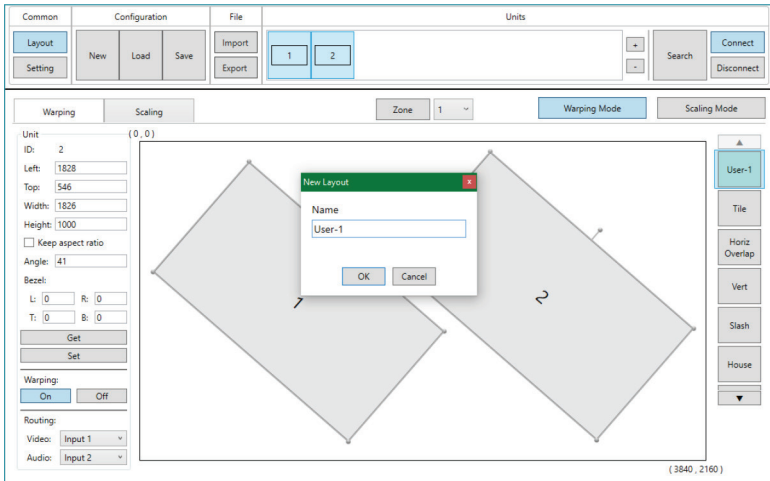 Common Configuration File Units
Layout
Setting
New Load Save
Import
Export
1 2
+
-
Search
Connect
Disconnect
Warping Scaling
Zone 1
Warping Mode Scaling Mode
Unit
ID: 2
Left: 1828
Top: 546
Width: 1826
Height: 1000
Keep aspect ratio
Angle: 41
Bezel:
L: 0 R: 0
T: 0 B: 0
Get
Set
Warping:
On Off
Routing:
Video: Input 1
Audio: Input 2
( 0 , 0 )
1
2
New Layout x
Name
User-1
OK Cancel
( 3840 , 2160 )
▲
User-1
Tile
Horiz
Overlap
Vert
Slash
House
▼